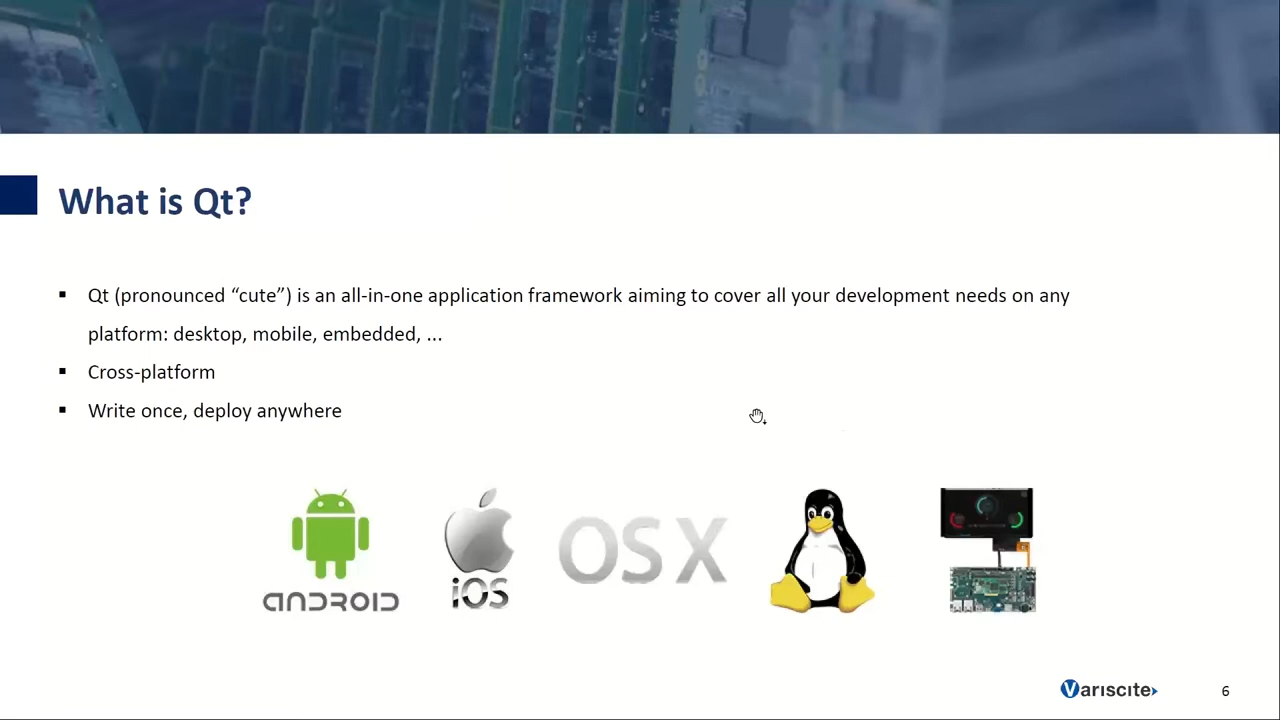 What is Qt?
▪ Qt (pronounced “cute”) is an all-in-one application framework aiming to cover all your development needs on any
platform: desktop, mobile, embedded, ...
▪ Cross-platform
▪ Write once, deploy anywhere
ANDROID
iOS
OS X
VARISCITE
6